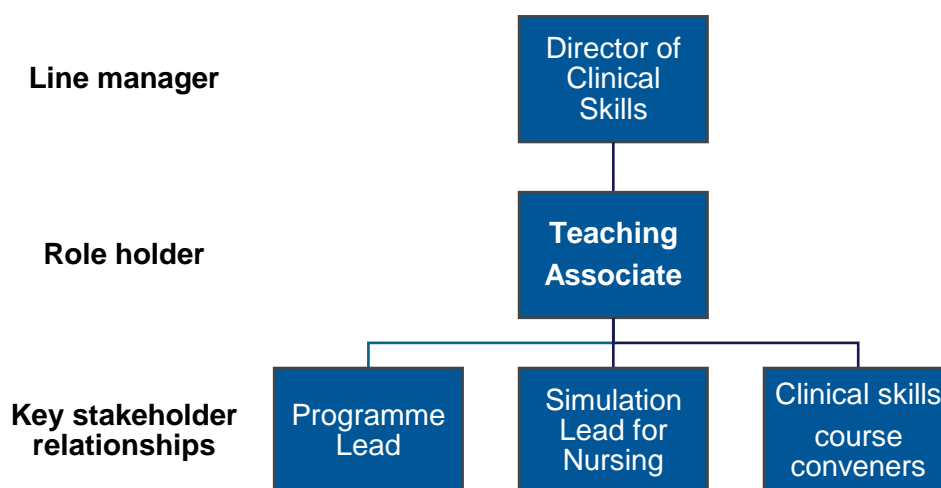 Line manager
Director of
Clinical
Skills
Role holder
Teaching
Associate
Key stakeholder
relationships
Programme
Lead
Simulation
Lead for
Nursing
Clinical skills
course
conveners